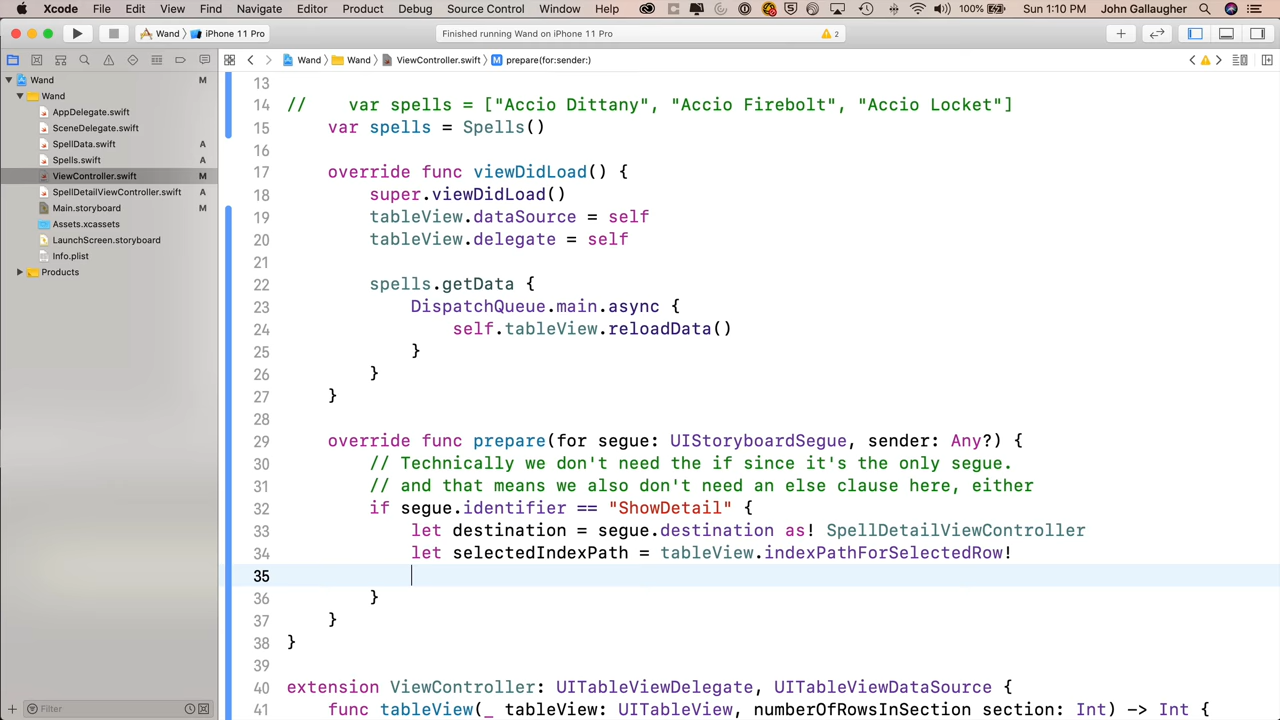 Xcode File Edit View Find Navigate Editor Product Debug Source Control Window Help 100% Sun 1:10 PM John Gallaugher
Wand iPhone 11 Pro Finished running Wand on iPhone 11 Pro 2
Wand Wand ViewController.swift M prepare(for:sender:)
Wand M
Wand
AppDelegate.swift
SceneDelegate.swift
SpellData.swift A
Spells.swift A
ViewController.swift M
SpellDetailViewController.swift A
Main.storyboard M
Assets.xcassets
LaunchScreen.storyboard
Info.plist
Products
Filter
13
14 // var spells = ["Accio Dittany", "Accio Firebolt", "Accio Locket"]
15 var spells = Spells()
16
17 override func viewDidLoad() {
18 super.viewDidLoad()
19 tableView.dataSource = self
20 tableView.delegate = self
21
22 spells.getData {
23 DispatchQueue.main.async {
24 self.tableView.reloadData()
25 }
26 }
27 }
28
29 override func prepare(for segue: UIStoryboardSegue, sender: Any?) {
30 // Technically we don't need the if since it's the only segue.
31 // and that means we also don't need an else clause here, either
32 if segue.identifier == "ShowDetail" {
33 let destination = segue.destination as! SpellDetailViewController
34 let selectedIndexPath = tableView.indexPathForSelectedRow!
35
36 }
37 }
38 }
39
40 extension ViewController: UITableViewDelegate, UITableViewDataSource {
41 func tableView(_ tableView: UITableView, numberOfRowsInSection section: Int) -> Int {